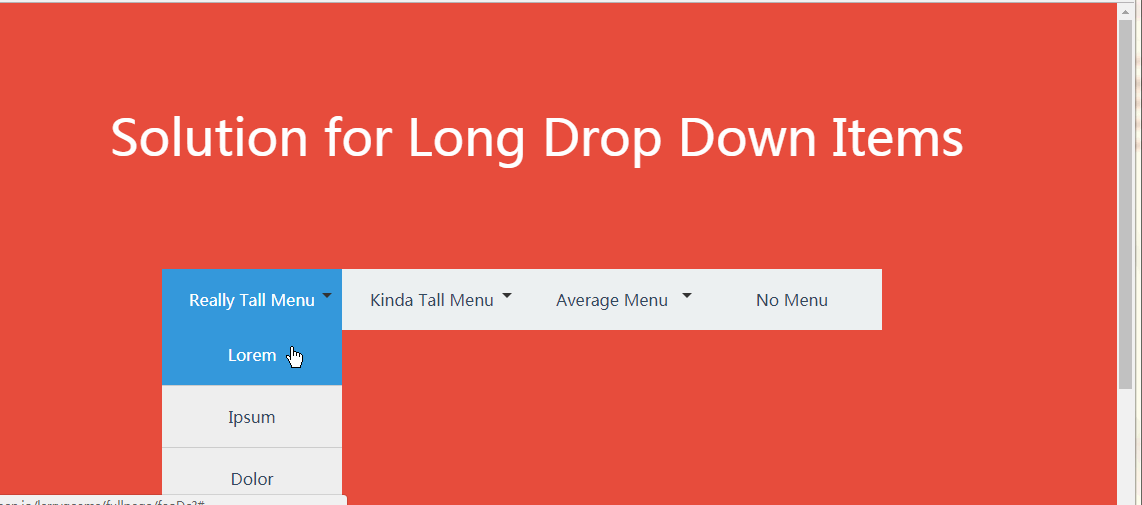 Solution for Long Drop Down Items
Really Tall Menu Kinda Tall Menu Average Menu No Menu
Lorem
Ipsum
Dolor